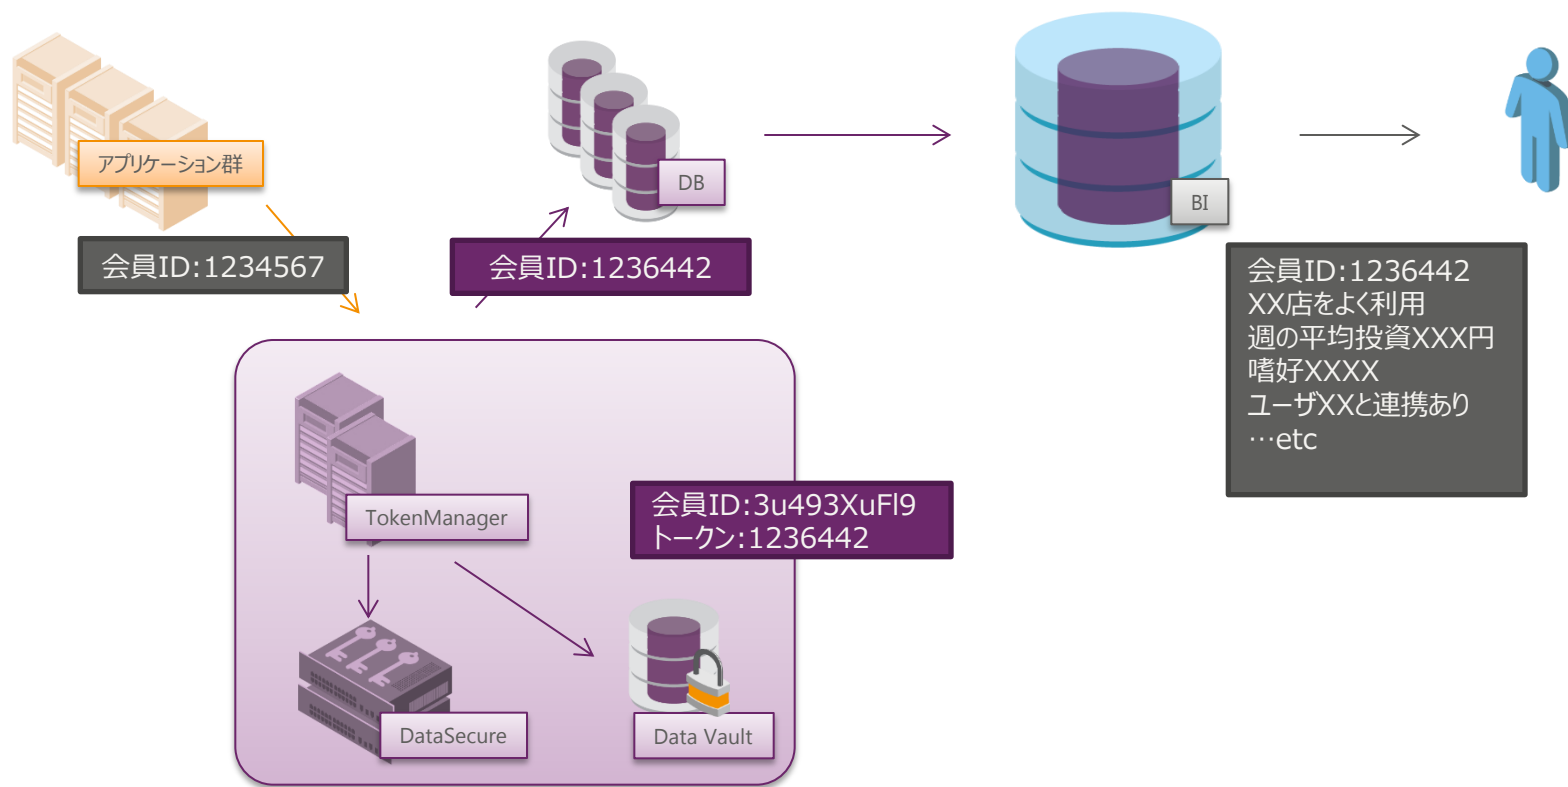 アプリケーション群
DB
BI
会員ID:1234567
会員ID:1236442
会員ID:1236442
XX店をよく利用
週の平均投資XXX円
嗜好XXXX
ユーザXXと連携あり
…etc
TokenManager
会員ID:3u493XuFl9
トークン:1236442
DataSecure
Data Vault